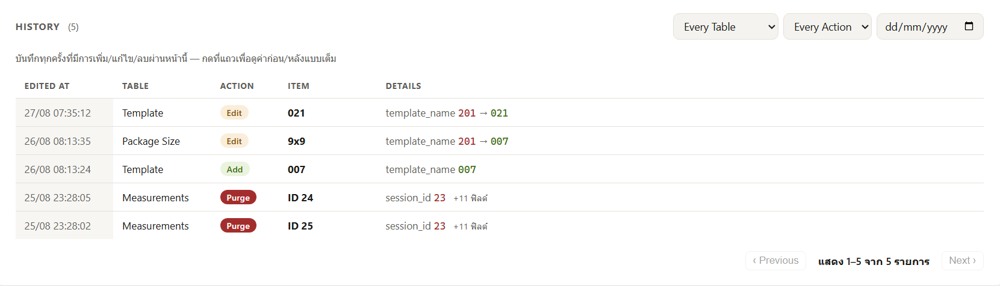 HISTORY (5) Every Table Every Action dd/mm/yyyy
บันทึกทุกครั้งที่มีการเพิ่ม/แก้ไข/ลบผ่านหน้านี้ — กดที่แถวเพื่อดูค่าก่อน/หลังแบบเต็ม
EDITED AT TABLE ACTION ITEM DETAILS
27/08 07:35:12 Template Edit 021 template_name 201 → 021
26/08 08:13:35 Package Size Edit 9x9 template_name 201 → 007
26/08 08:13:24 Template Add 007 template_name 007
25/08 23:28:05 Measurements Purge ID 24 session_id 23 +11 ฟิลด์
25/08 23:28:02 Measurements Purge ID 25 session_id 23 +11 ฟิลด์
‹ Previous แสดง 1–5 จาก 5 รายการ Next ›